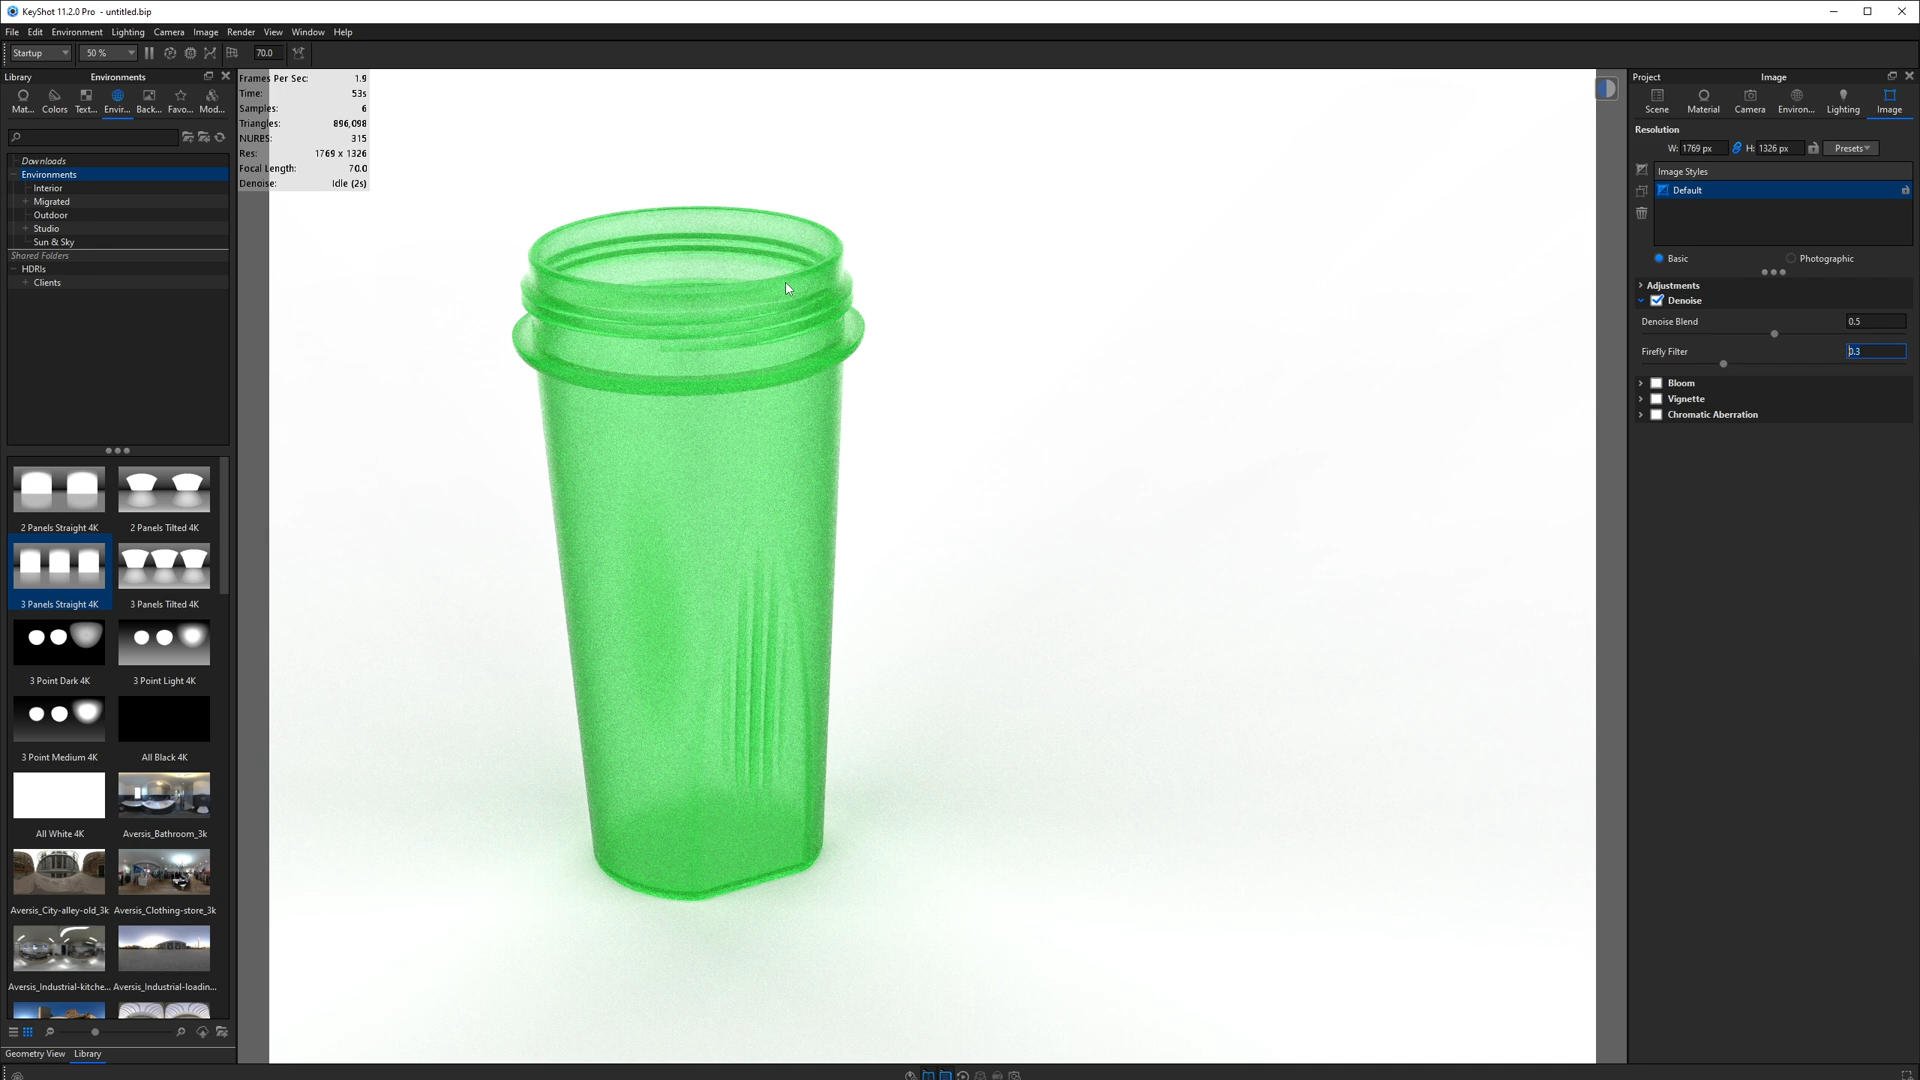 KeyShot 11.2.0 Pro - untitled.bip
File Edit Environment Lighting Camera Image Render View Window Help
Startup 50 % 70.0
Library Environments
Mat... Colors Text... Envir... Back... Favo... Mod...
Downloads
Environments
Interior
Migrated
Outdoor
Studio
Sun & Sky
Shared Folders
HDRIs
Clients
2 Panels Straight 4K 2 Panels Tilted 4K
3 Panels Straight 4K 3 Panels Tilted 4K
3 Point Dark 4K 3 Point Light 4K
3 Point Medium 4K All Black 4K
All White 4K Aversis_Bathroom_3k
Aversis_City-alley-old_3k Aversis_Clothing-store_3k
Aversis_Industrial-kitche... Aversis_Industrial-loadin...
Geometry View Library
Frames Per Sec: 1.9
Time: 53s
Samples: 6
Triangles: 896,098
NURBS: 315
Res: 1769 x 1326
Focal Length: 70.0
Denoise: Idle (2s)
Project Image
Scene Material Camera Environ... Lighting Image
Resolution
W: 1769 px H: 1326 px Presets
Image Styles
Default
Basic Photographic
Adjustments
Denoise
Denoise Blend 0.5
Firefly Filter 0.3
Bloom
Vignette
Chromatic Aberration